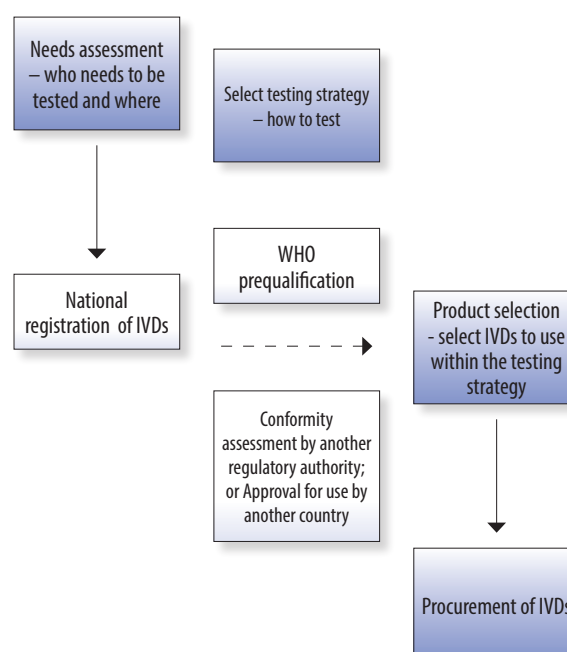 Needs assessment
– who needs to be
tested and where
Select testing strategy
– how to test
WHO
prequalification
National
registration of IVDs
Product selection
- select IVDs to use
within the testing
strategy
Conformity
assessment by another
regulatory authority;
or Approval for use by
another country
Procurement of IVDs